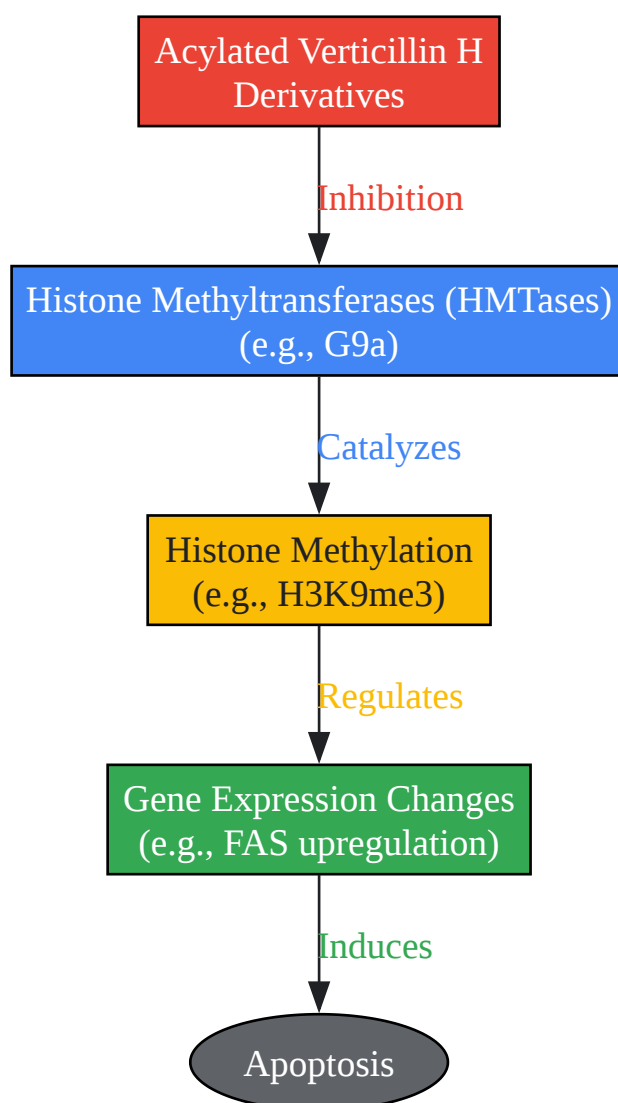 Acylated Verticillin H
Derivatives
Inhibition
Histone Methyltransferases (HMTases)
(e.g., G9a)
Catalyzes
Histone Methylation
(e.g., H3K9me3)
Regulates
Gene Expression Changes
(e.g., FAS upregulation)
Induces
Apoptosis